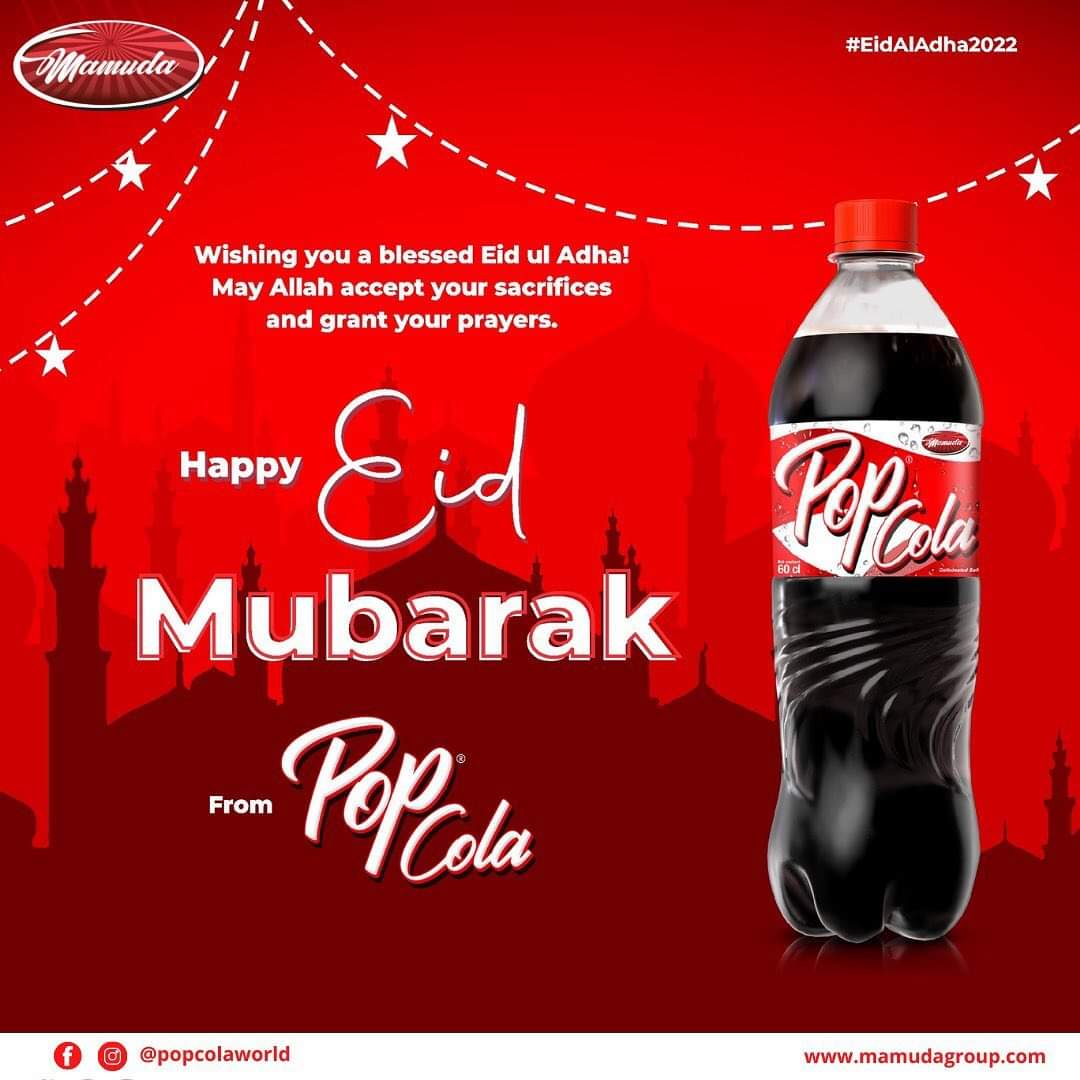 Mamuda
#EidAlAdha2022
Wishing you a blessed Eid ul Adha!
May Allah accept your sacrifices
and grant your prayers.
Happy Eid
Mubarak
From Pop Cola®
Mamuda
Pop Cola®
60 cl
@popcolaworld
www.mamudagroup.com